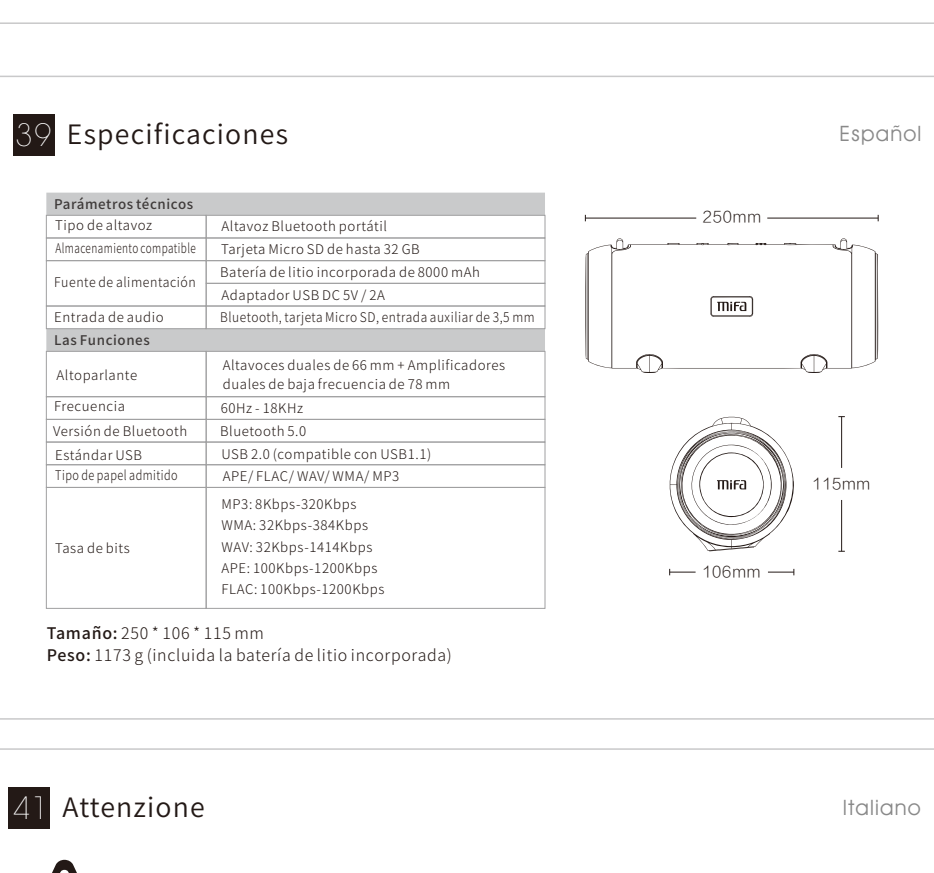 39 Especificaciones
Español
Parámetros técnicos
Tipo de altavoz Altavoz Bluetooth portátil
Almacenamiento compatible Tarjeta Micro SD de hasta 32 GB
Fuente de alimentación Batería de litio incorporada de 8000 mAh
Adaptador USB DC 5V / 2A
Entrada de audio Bluetooth, tarjeta Micro SD, entrada auxiliar de 3,5 mm
Las Funciones
Altoparlante Altavoces duales de 66 mm + Amplificadores
duales de baja frecuencia de 78 mm
Frecuencia 60Hz - 18KHz
Versión de Bluetooth Bluetooth 5.0
Estándar USB USB 2.0 (compatible con USB1.1)
Tipo de papel admitido APE/ FLAC/ WAV/ WMA/ MP3
Tasa de bits
MP3: 8Kbps-320Kbps
WMA: 32Kbps-384Kbps
WAV: 32Kbps-1414Kbps
APE: 100Kbps-1200Kbps
FLAC: 100Kbps-1200Kbps
Tamaño: 250 * 106 * 115 mm
Peso: 1173 g (incluida la batería de litio incorporada)
250mm
mifa
mifa
115mm
106mm
41 Attenzione
Italiano